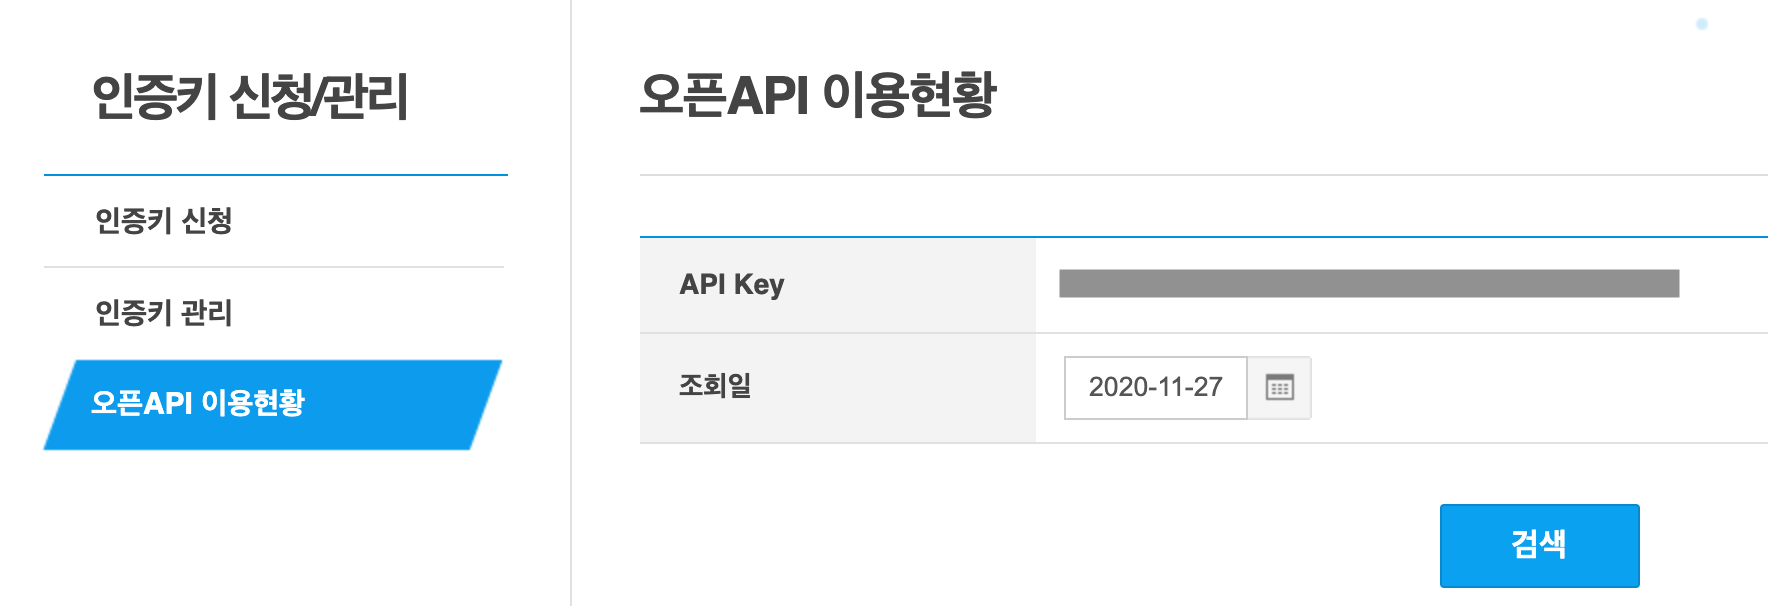 인증키 신청/관리
인증키 신청
인증키 관리
오픈API 이용현황
오픈API 이용현황
API Key
조회일
2020-11-27
검색